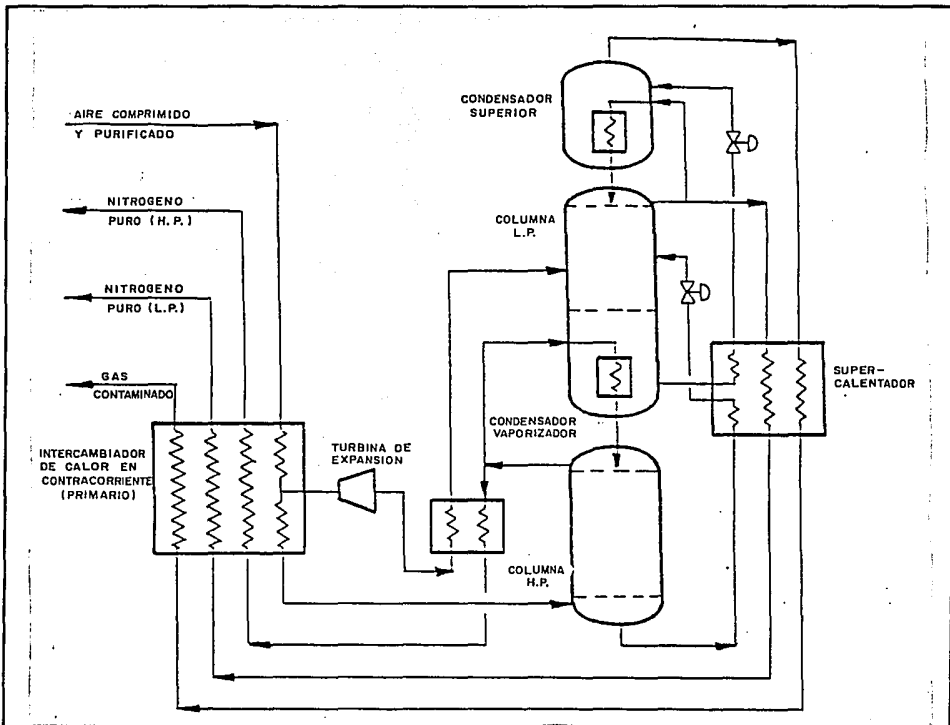 CONDENSADOR
SUPERIOR
AIRE COMPRIMIDO
Y PURIFICADO
NITROGENO
PURO (H.P.)
COLUMNA
L.P.
NITROGENO
PURO (L.P.)
SUPER-
CALENTADOR
GAS
CONTAMINADO
CONDENSADOR
VAPORIZADOR
INTERCAMBIADOR
DE CALOR EN
CONTRACORRIENTE
(PRIMARIO)
TURBINA DE
EXPANSION
COLUMNA
H.P.